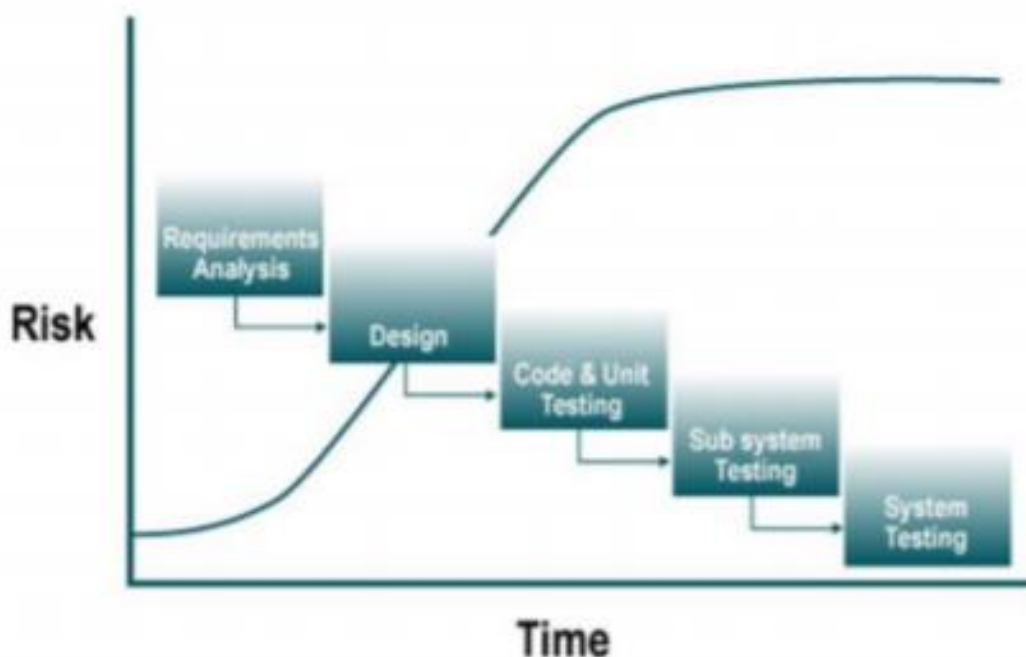 Requirements
Analysis
Design
Risk
Code & Unit
Testing
Sub system
Testing
System
Testing
Time